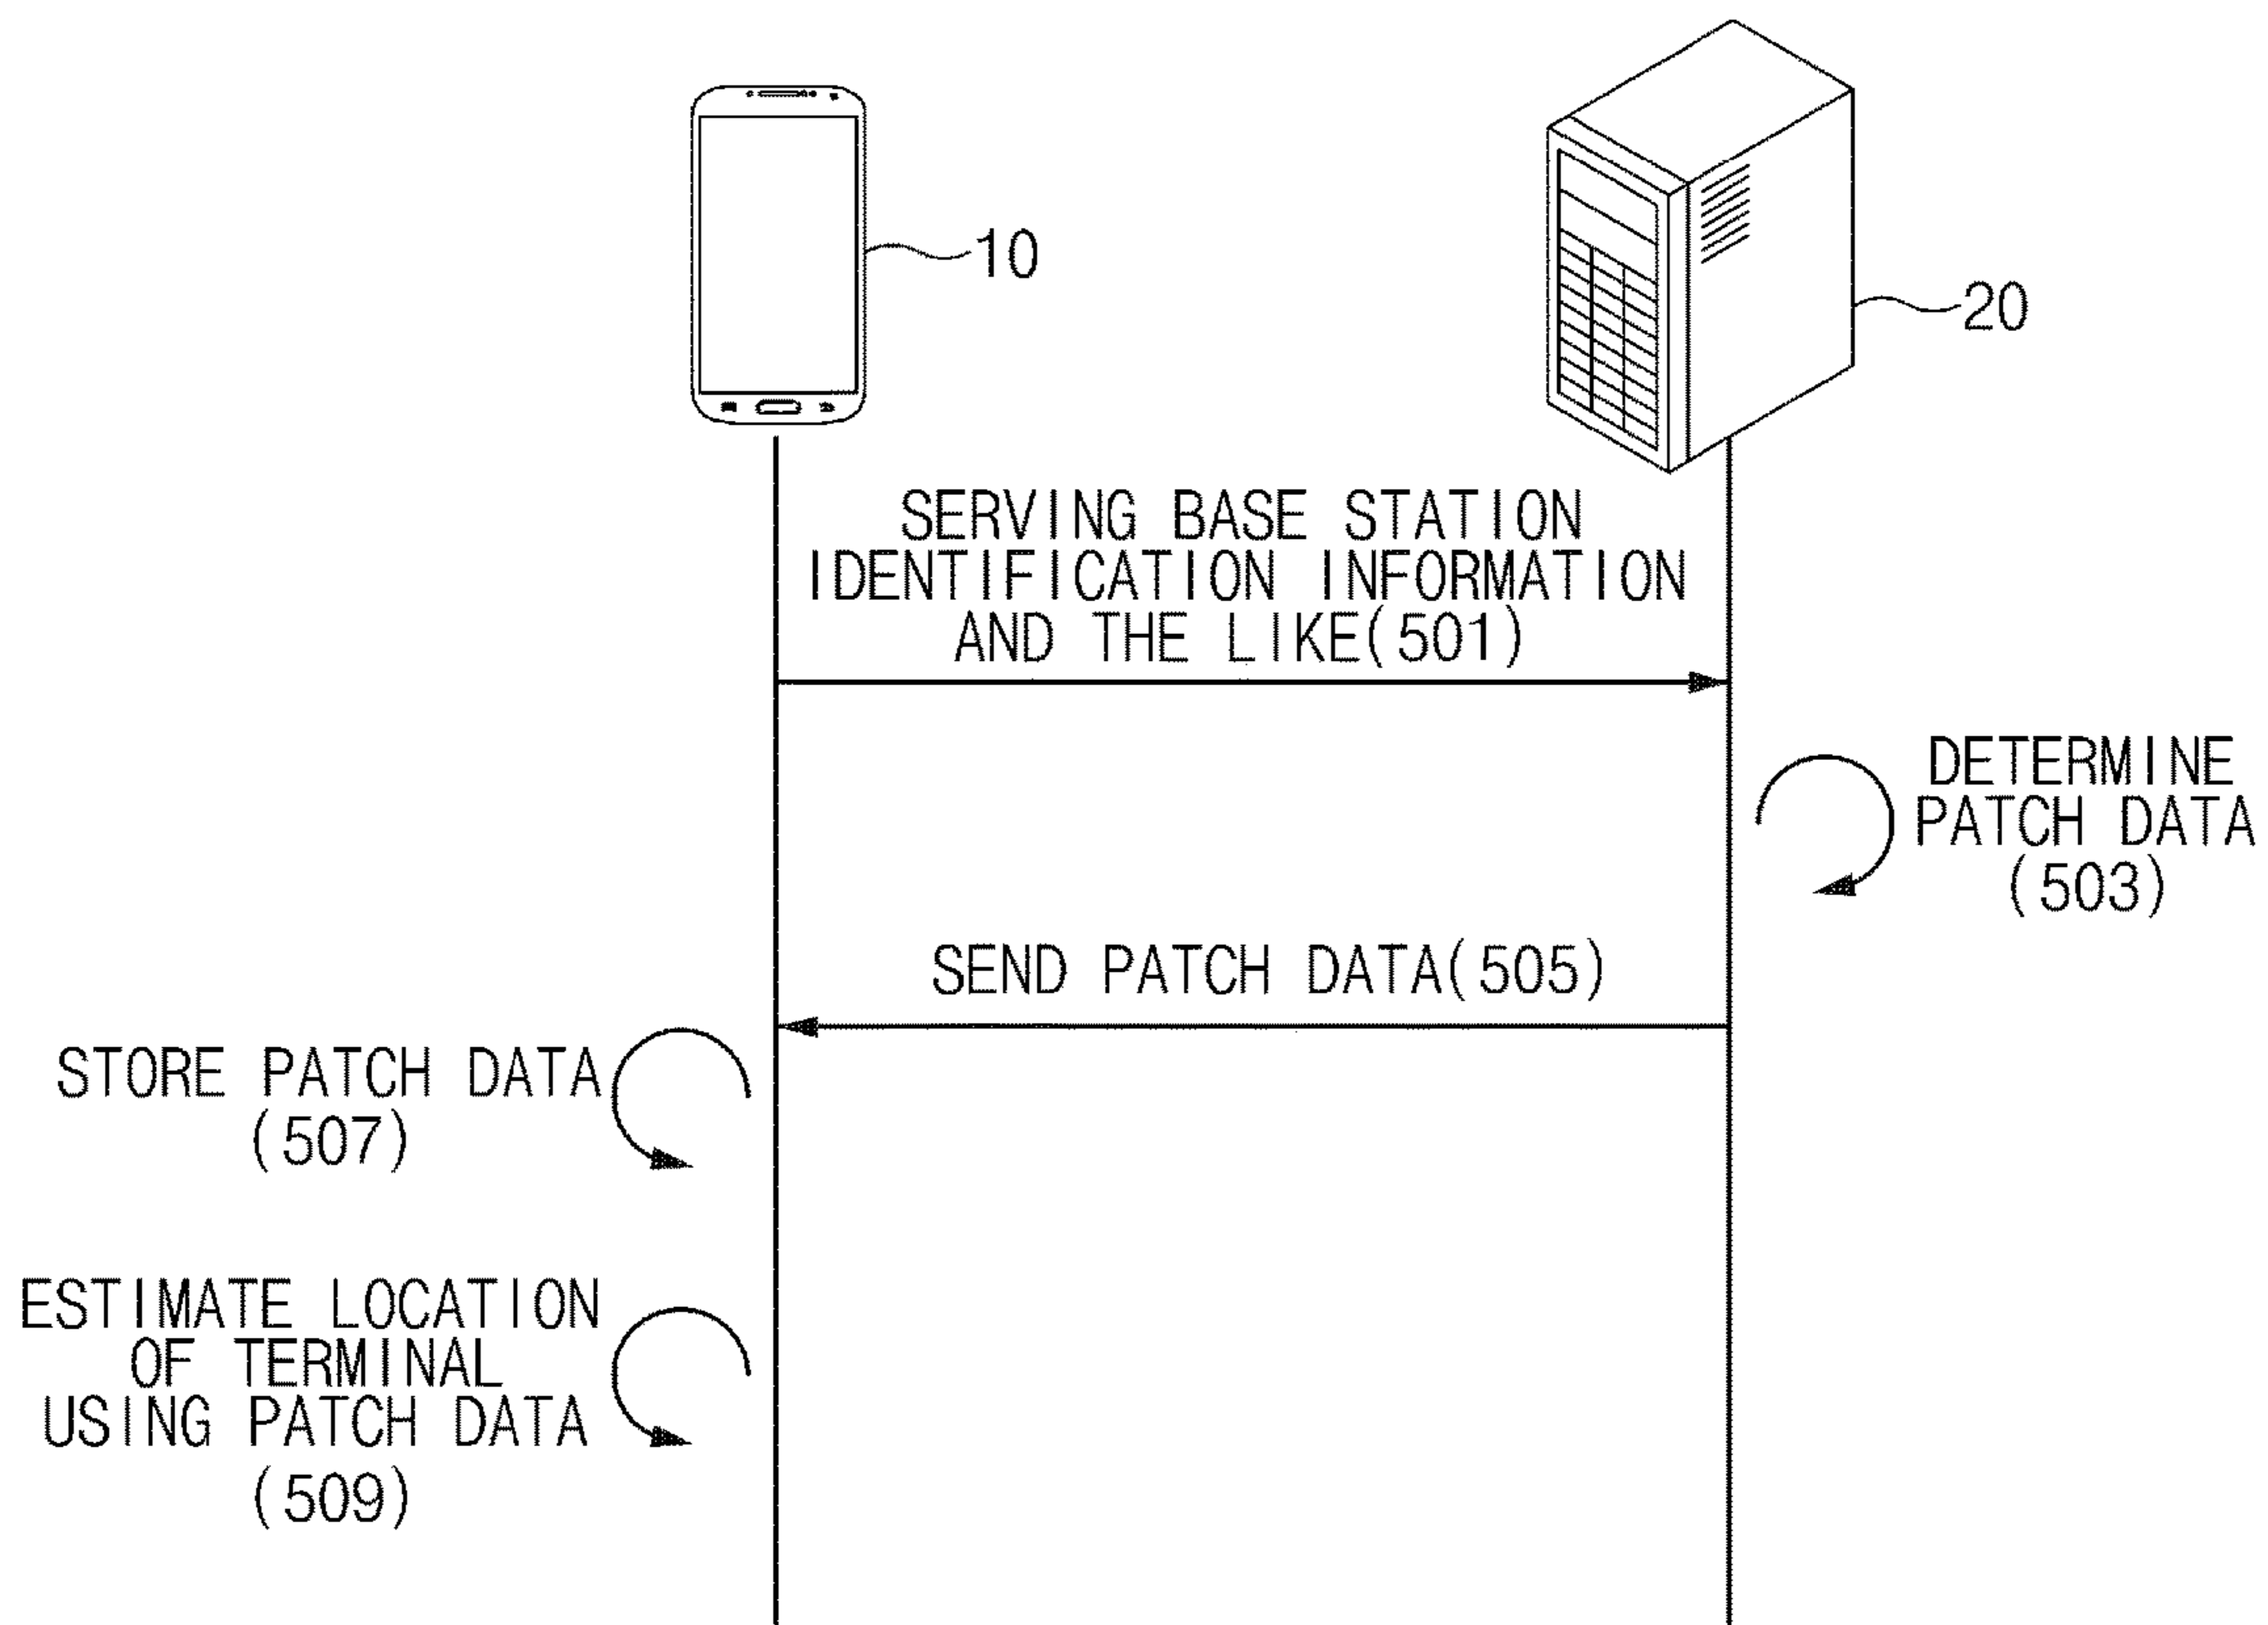 10
20
SERVING BASE STATION
IDENTIFICATION INFORMATION
AND THE LIKE(501)
DETERMINE
PATCH DATA
(503)
SEND PATCH DATA(505)
STORE PATCH DATA
(507)
ESTIMATE LOCATION
OF TERMINAL
USING PATCH DATA
(509)